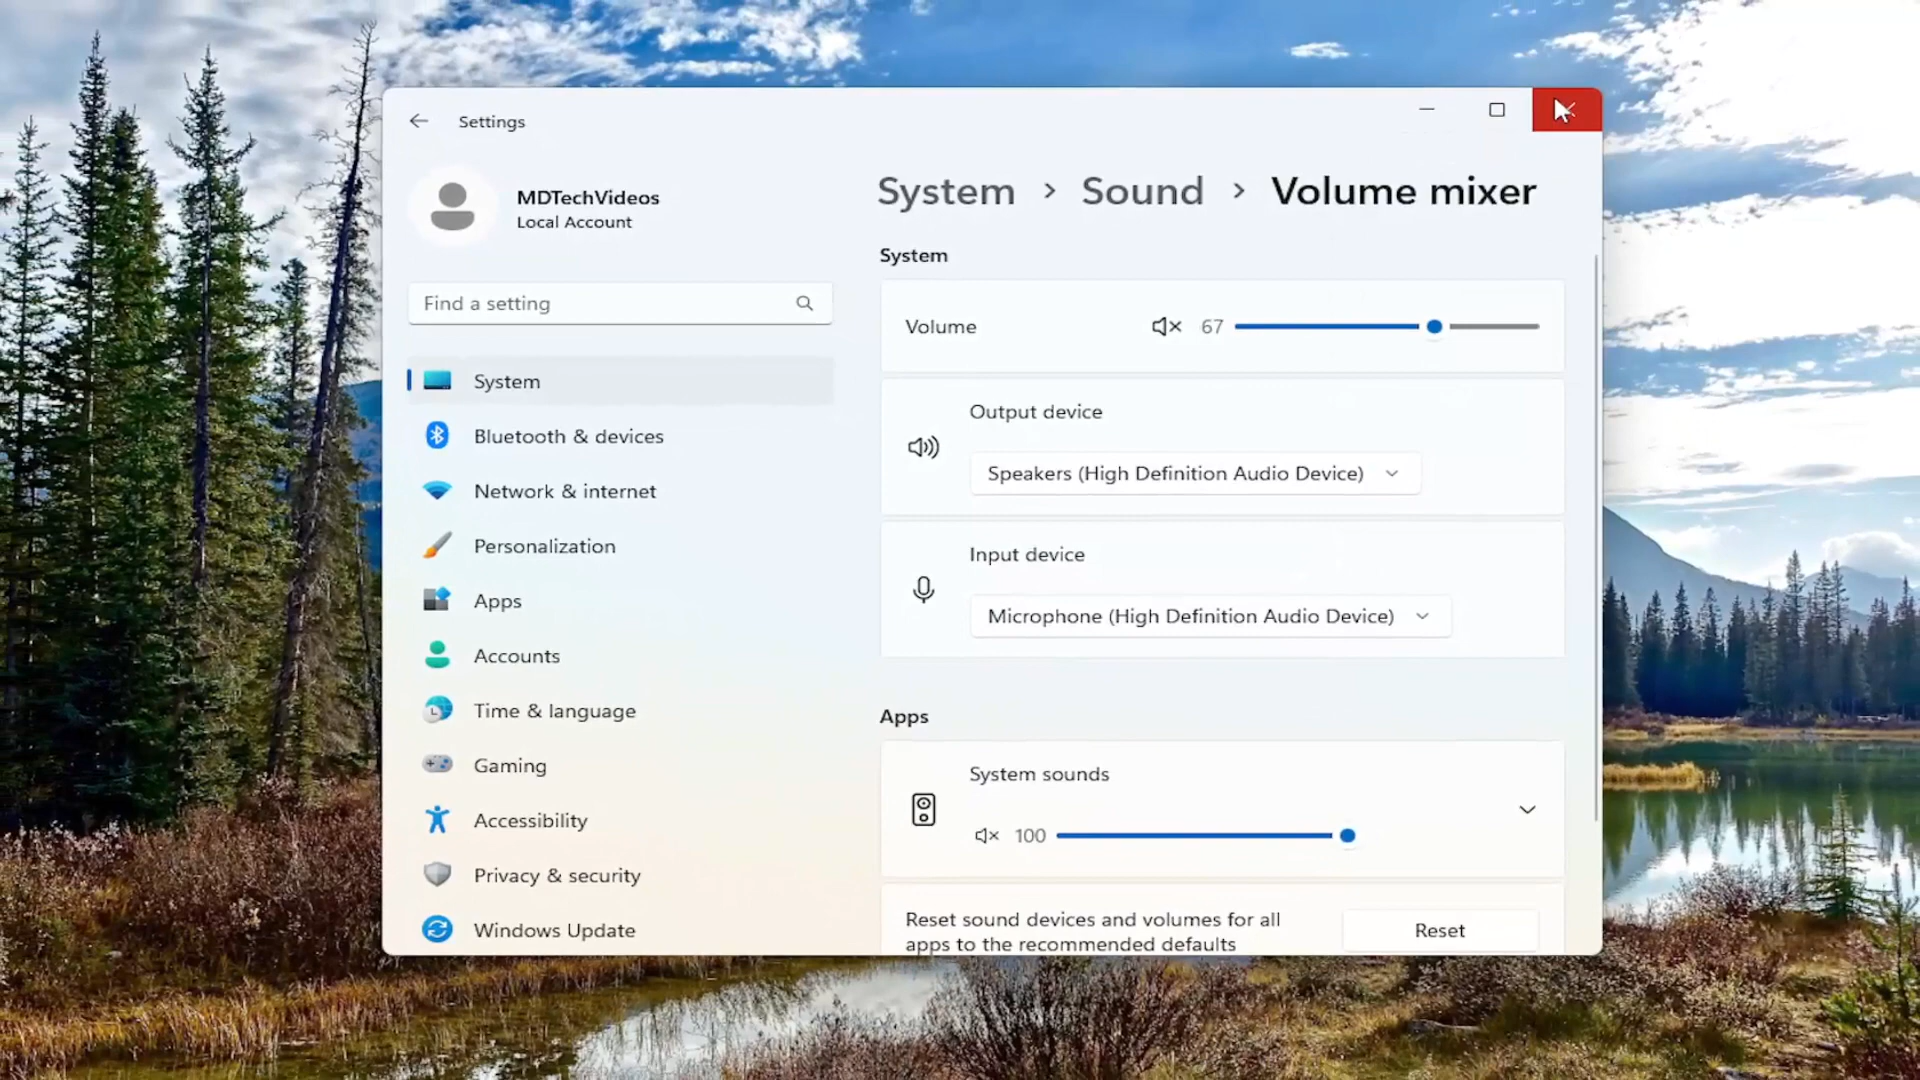 Settings
MDTechVideos
Local Account
Find a setting
System
Bluetooth & devices
Network & internet
Personalization
Apps
Accounts
Time & language
Gaming
Accessibility
Privacy & security
Windows Update
System > Sound > Volume mixer
System
Volume 67
Output device
Speakers (High Definition Audio Device)
Input device
Microphone (High Definition Audio Device)
Apps
System sounds
100
Reset sound devices and volumes for all
apps to the recommended defaults
Reset